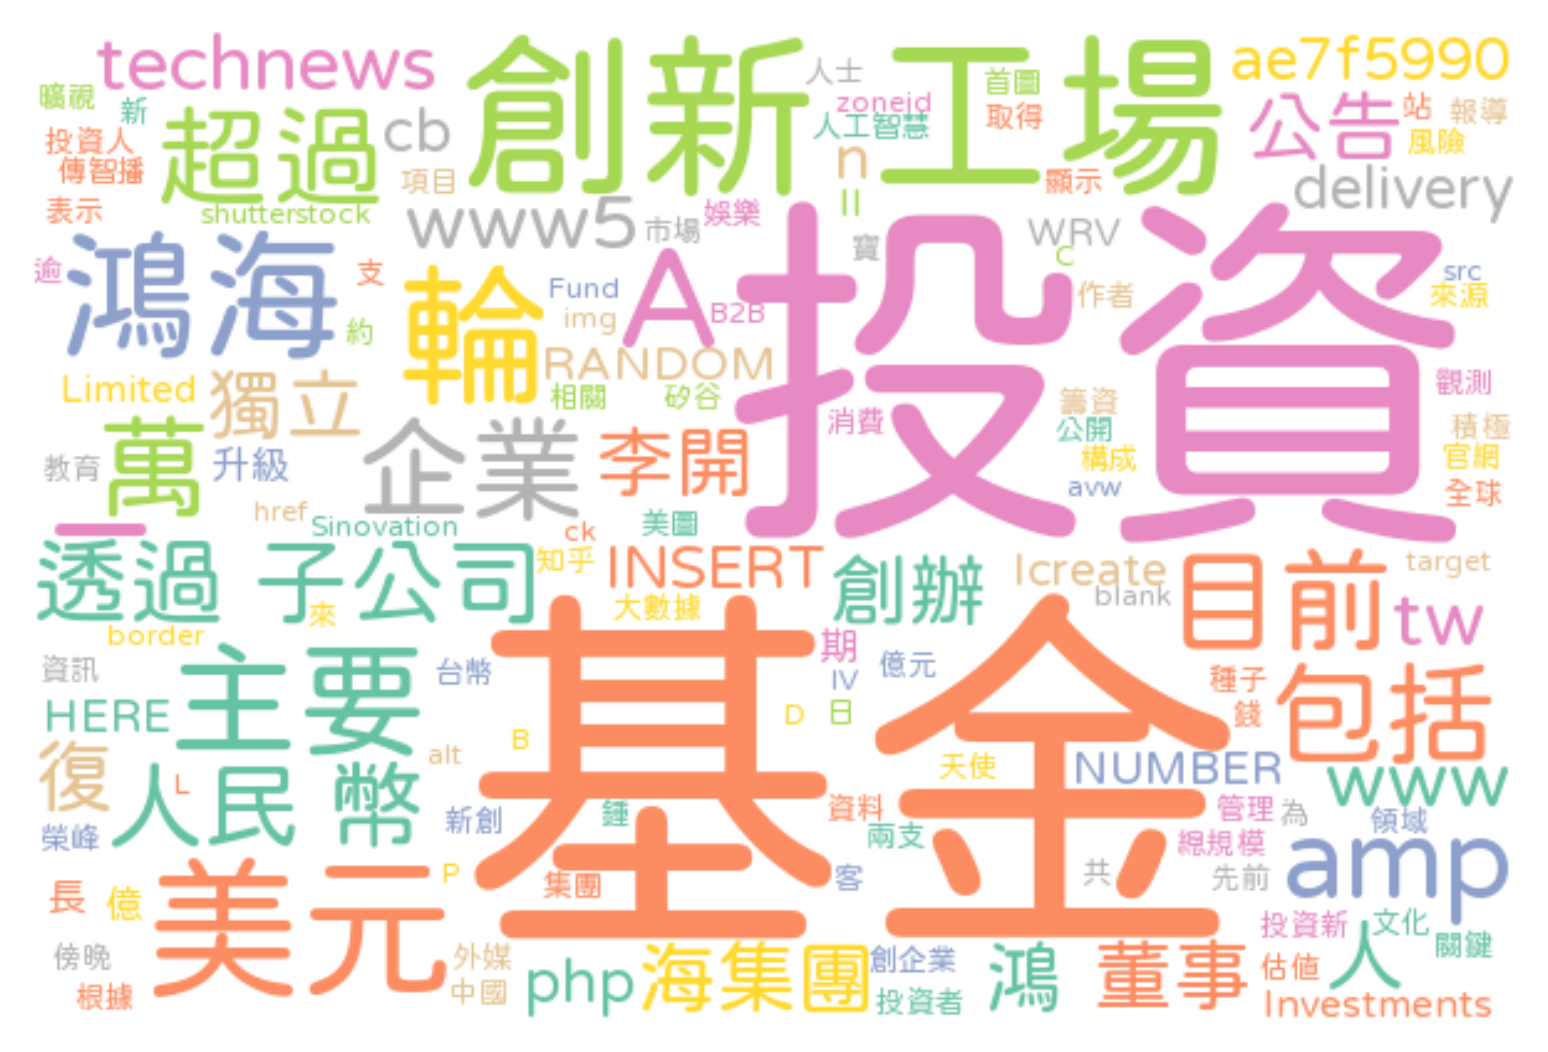 technews
創新工場
人士
ae7f5990
曠視
新
超過
cb
zoneid
首圖
公告
站
報導
投資人
人工智慧
取得
風險
傳智播
項目
n
顯示
delivery
表示
shutterstock
www5
市場
娛樂
II
寶
WRV
投資
鴻海
逾
支
約
輪
Fund
img
A
B2B
C
作者
src
來源
Limited
獨立
RANDOM
相關
矽谷
消費
籌資
公開
觀測
萬
教育
升級
企業
李開
構成
avw
積極
官網
全球
一
href
Sinovation
ck
美圖
透過
子公司
知乎
INSERT
創辦
Icreate
blank
目前
target
tw
來
大數據
border
資訊
主要
台幣
基金
期
億元
IV
日
種子
錢
包括
HERE
D
B
復
人民
幣
alt
L
天使
NUMBER
www
榮峰
新創
鍾
資料
兩支
管理
為
領域
總規模
先前
amp
長
億
美元
P
集團
客
共
投資新
文化
關鍵
人
傍晚
根據
外媒
中國
php
海集團
創企業
投資者
鴻
董事
估值
Investments